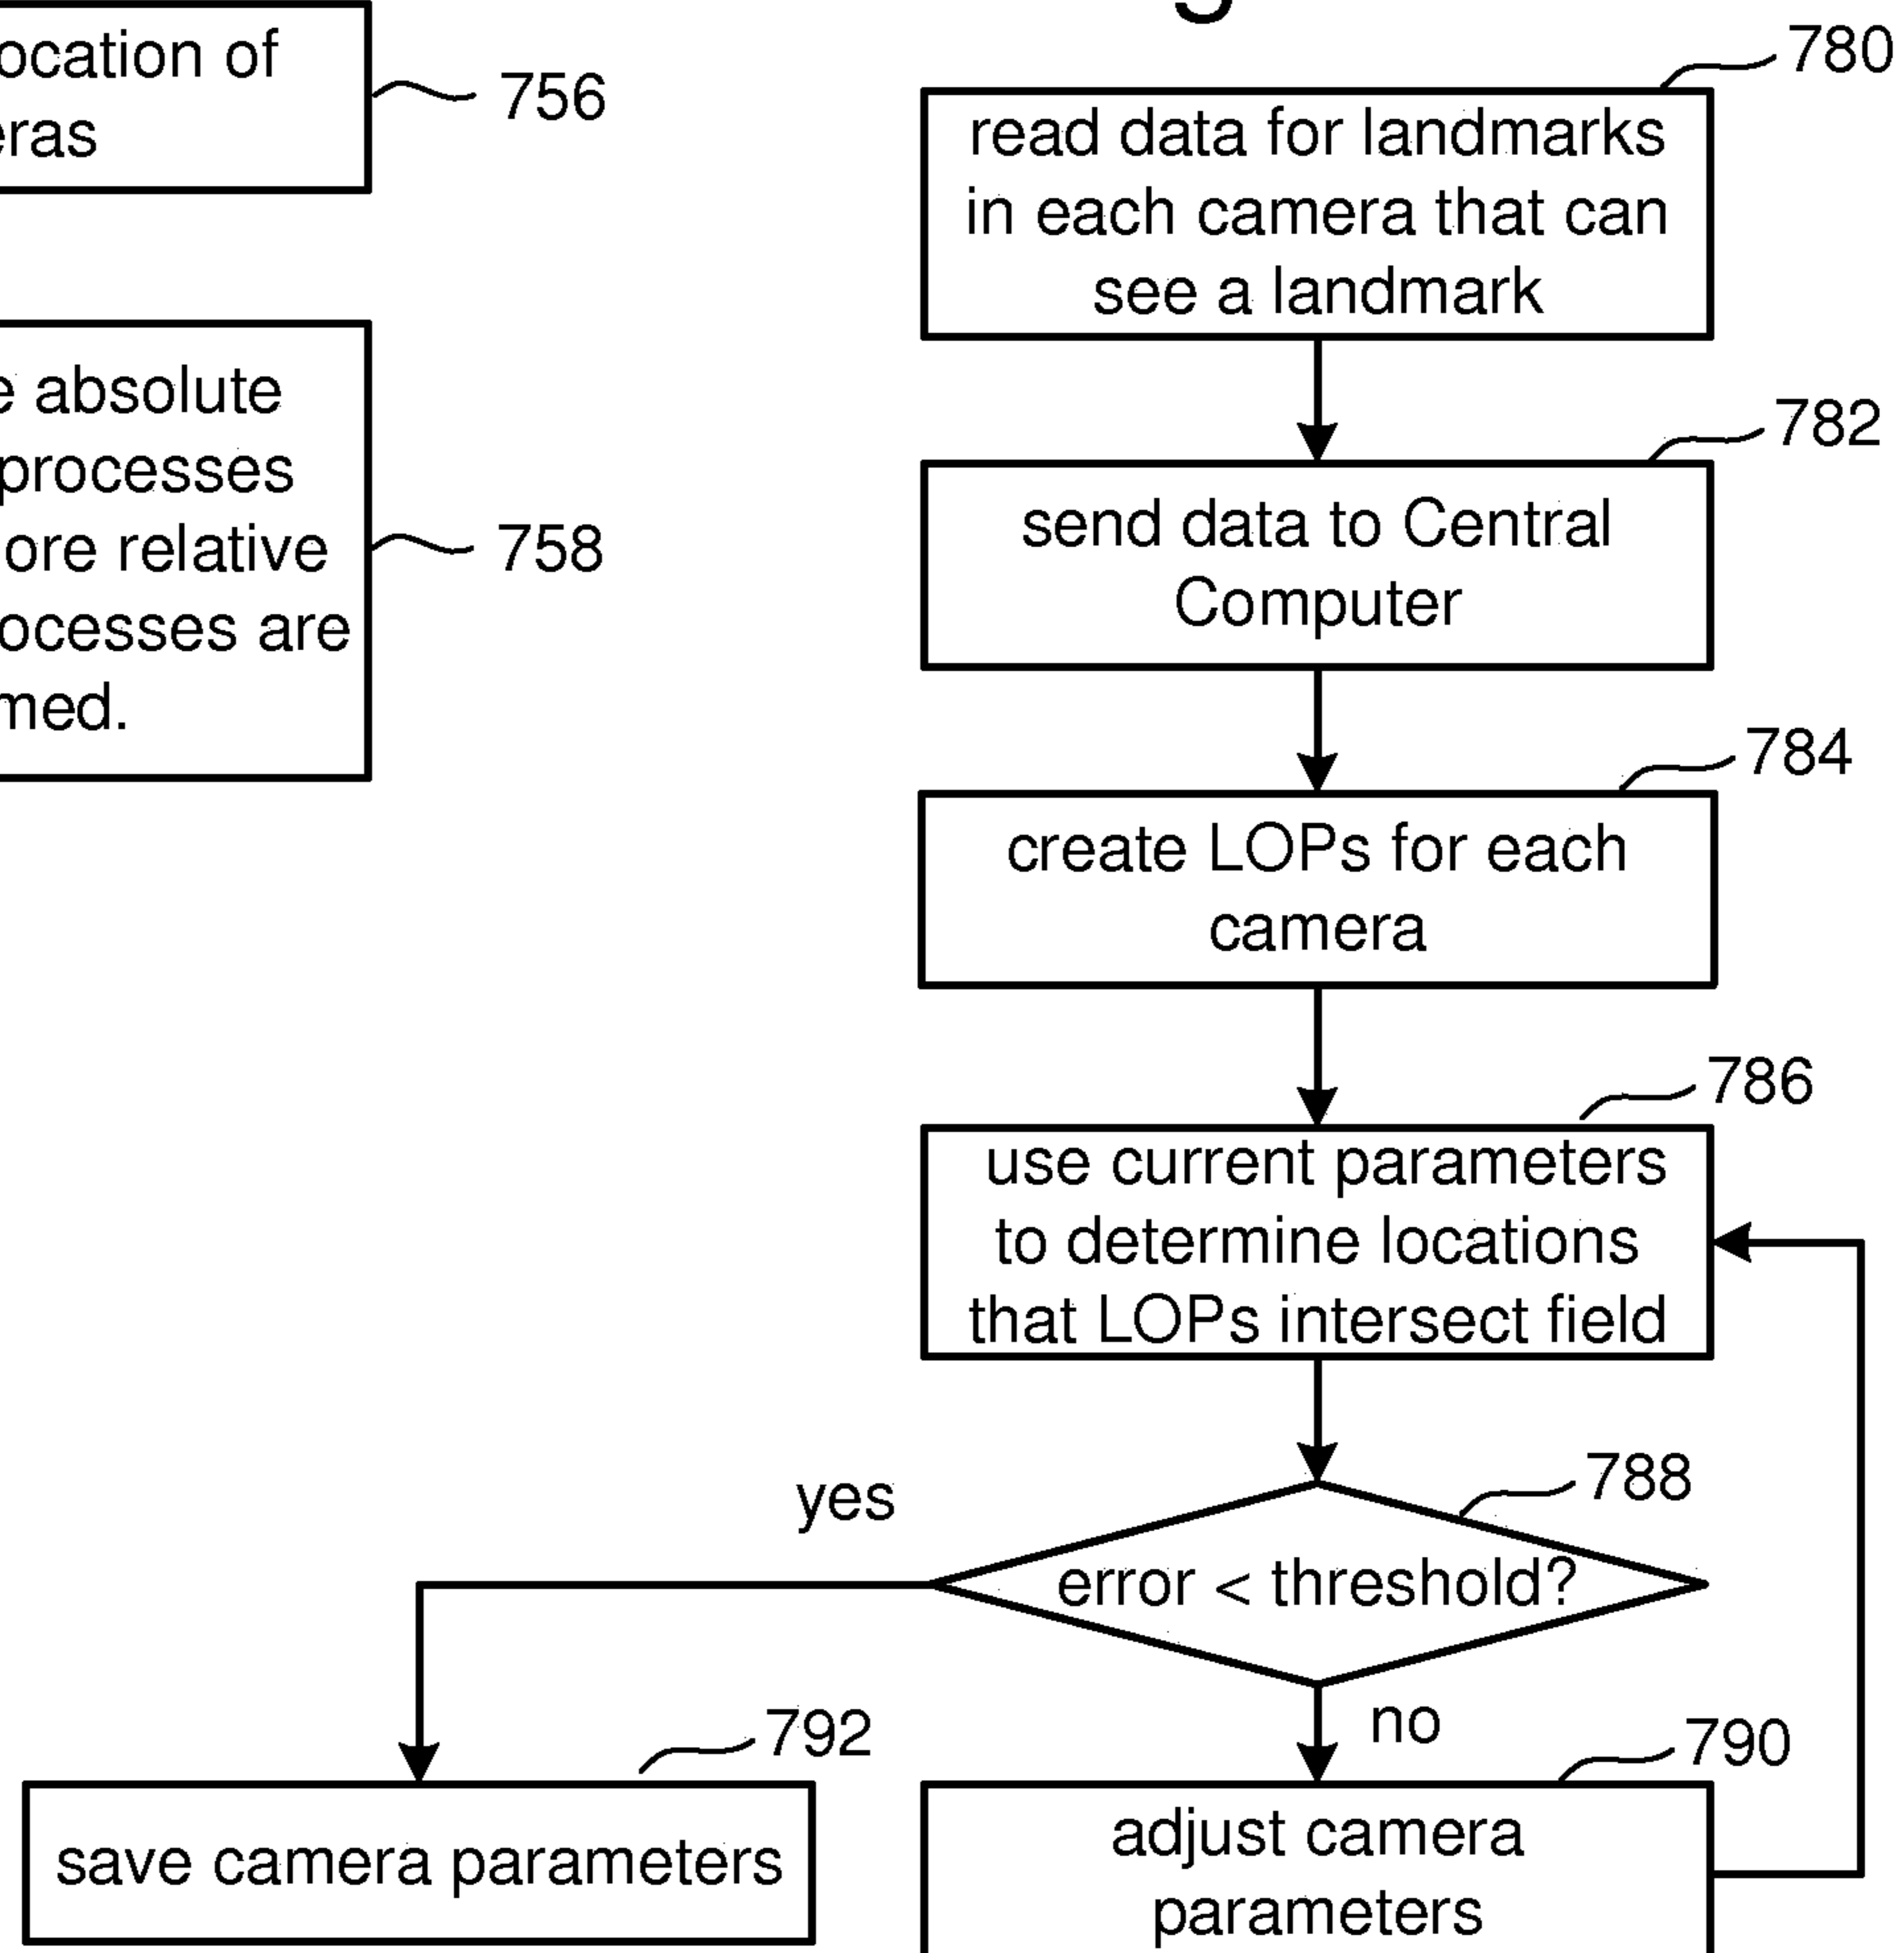 ocation of
756
absolute
processes
ore relative
ocesses are
758
780
read data for landmarks
in each camera that can
see a landmark
782
send data to Central
Computer
784
create LOPs for each
camera
786
use current parameters
to determine locations
that LOPs intersect field
788
error < threshold?
yes
no
792
save camera parameters
790
adjust camera
parameters